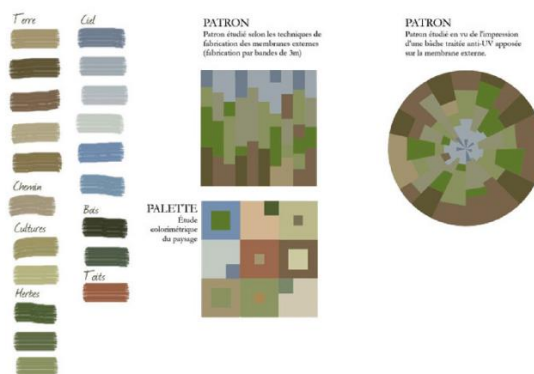 Terre
Ciel
Chemin
Cultures
Herbes
Bois
Toits
PATRON
Patron étudié selon les techniques de
fabrication des membranes externes
(fabrication par bandes de 3m)
PALETTE
Étude
colorimétrique
du paysage
PATRON
Patron étudié en vu de l'impression
d'une bâche traitée anti-UV apposée
sur la membrane externe.